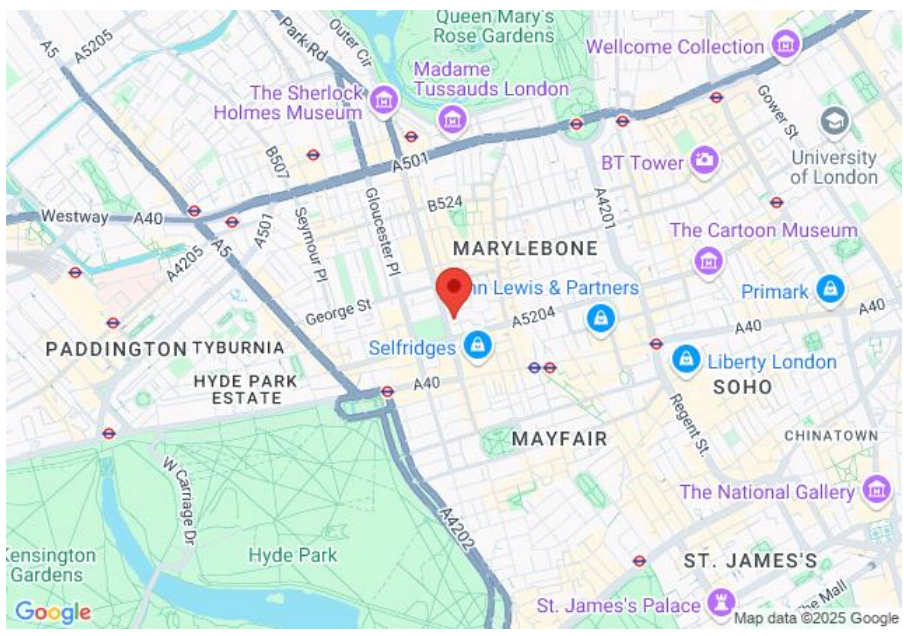 Queen Mary's
Rose Gardens
A5
A5205
Park Rd
Outer Cir
Wellcome Collection
The Sherlock
Holmes Museum
Madame
Tussauds London
Gower St
University
of London
BT Tower
A501
B507
B524
A4201
Westway
A40
A4205
A501
A5
Seymour Pl
Gloucester Pl
MARYLEBONE
The Cartoon Museum
nn Lewis & Partners
Primark
George St
A5204
A40
A40
PADDINGTON
TYBURNIA
Selfridges
Liberty London
HYDE PARK
ESTATE
A40
SOHO
MAYFAIR
Regent St.
CHINATOWN
W Carriage Dr
A4202
The National Gallery
Kensington
Gardens
Hyde Park
ST. JAMES'S
St. James's Palace
The Mall
Google
Map data ©2025 Google